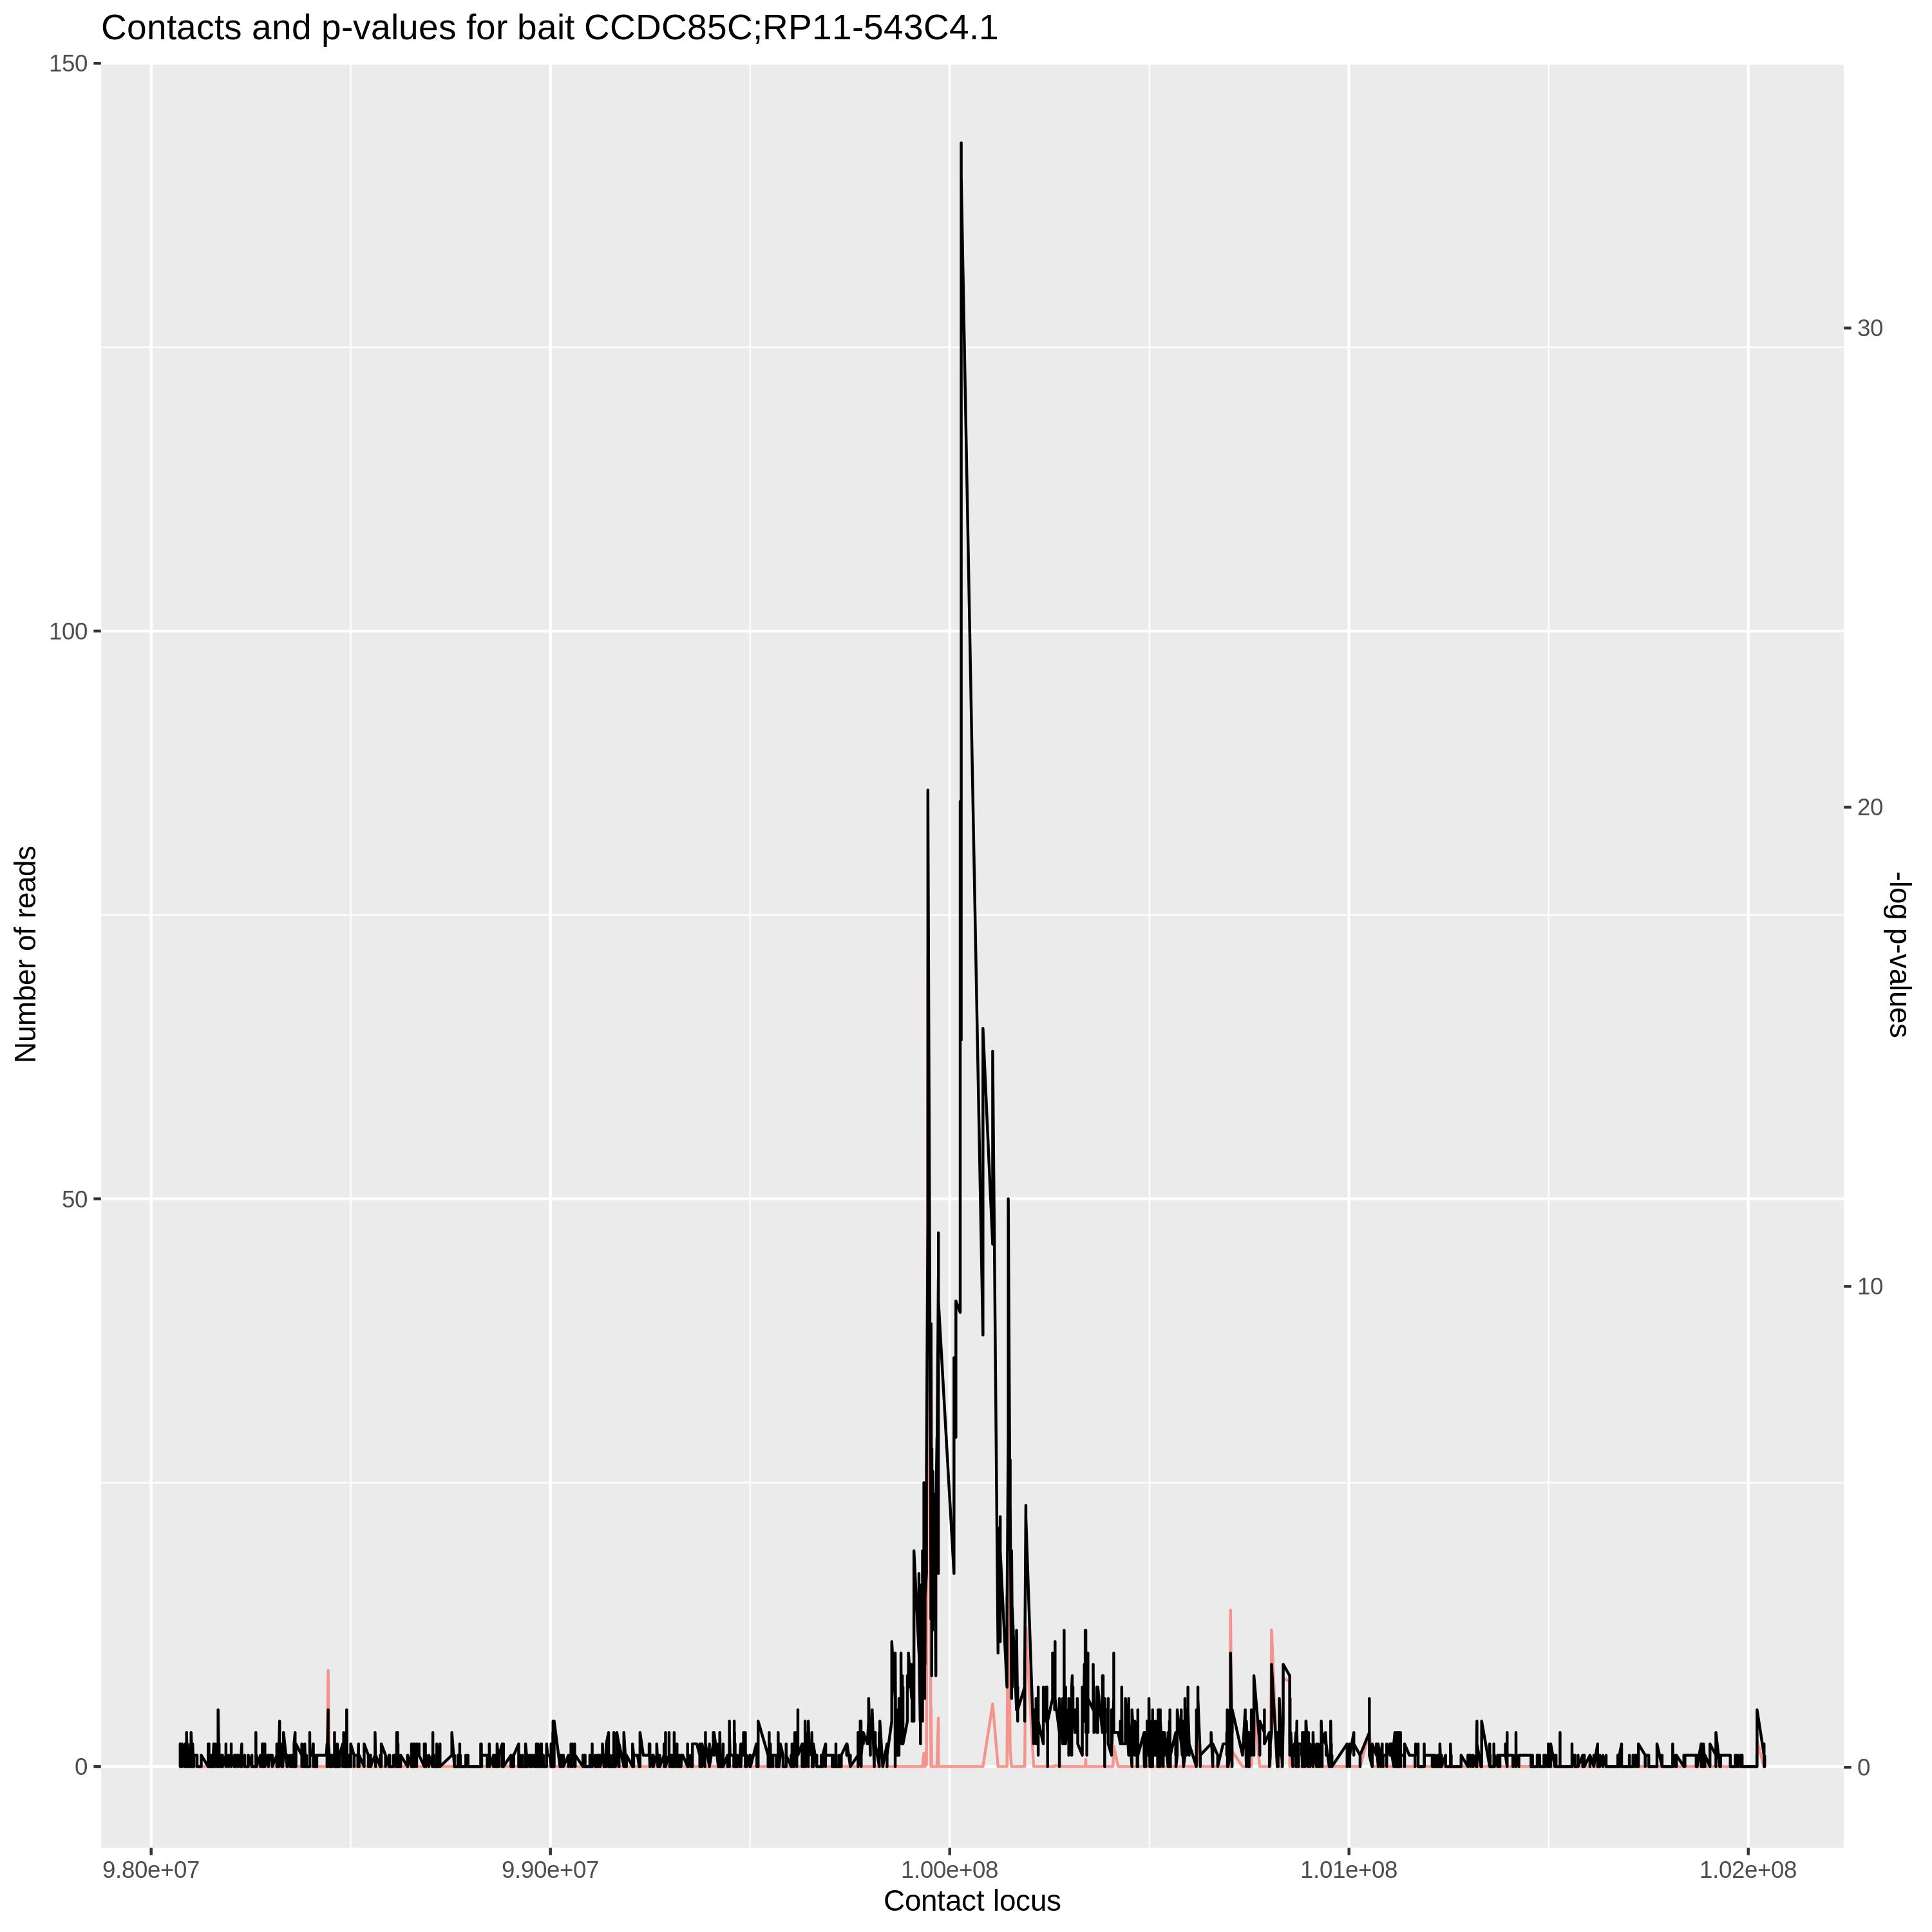 Contacts and p-values for bait CCDC85C;RP11-543C4.1
150
100
50
0
Number of reads
30
20
10
0
-log p-values
9.80e+07
9.90e+07
1.00e+08
1.01e+08
1.02e+08
Contact locus